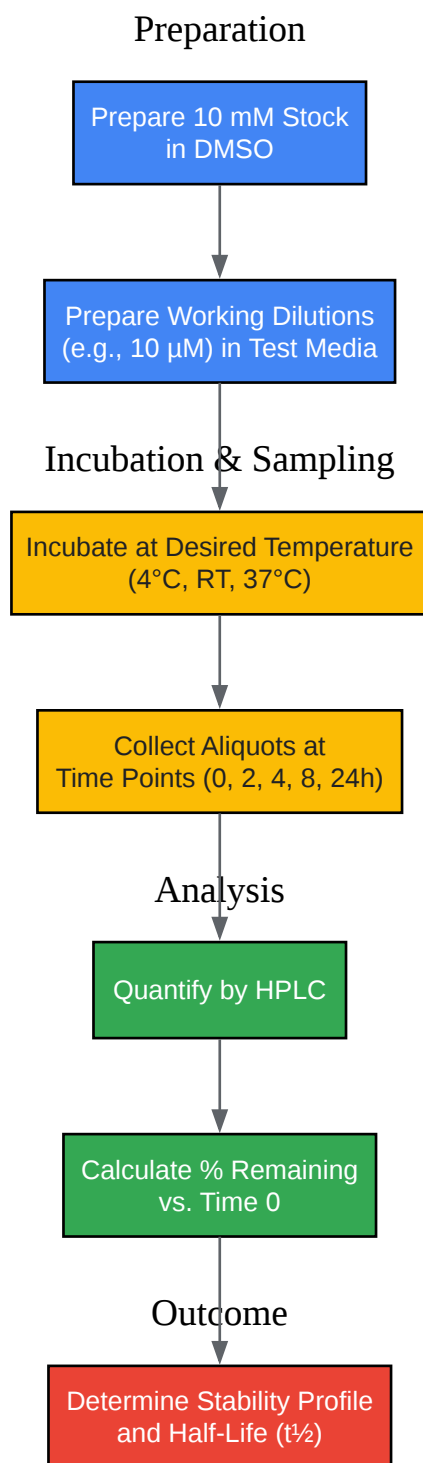 Preparation
Prepare 10 mM Stock
in DMSO
Prepare Working Dilutions
(e.g., 10 µM) in Test Media
Incubation & Sampling
Incubate at Desired Temperature
(4°C, RT, 37°C)
Collect Aliquots at
Time Points (0, 2, 4, 8, 24h)
Analysis
Quantify by HPLC
Calculate % Remaining
vs. Time 0
Outcome
Determine Stability Profile
and Half-Life (t½)